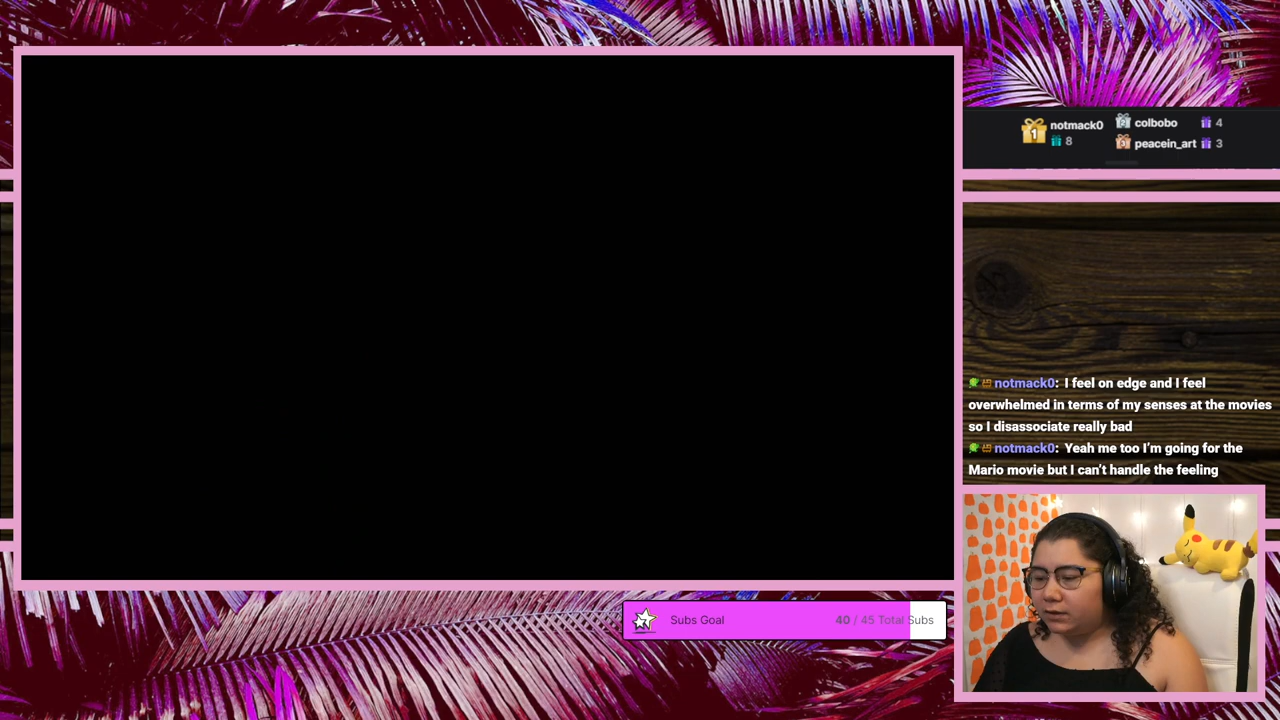 notmack0
8
colbobo
4
peacein_art
3
notmack0: I feel on edge and I feel
overwhelmed in terms of my senses at the movies
so I disassociate really bad
notmack0: Yeah me too I'm going for the
Mario movie but I can't handle the feeling
Subs Goal 40 / 45 Total Subs